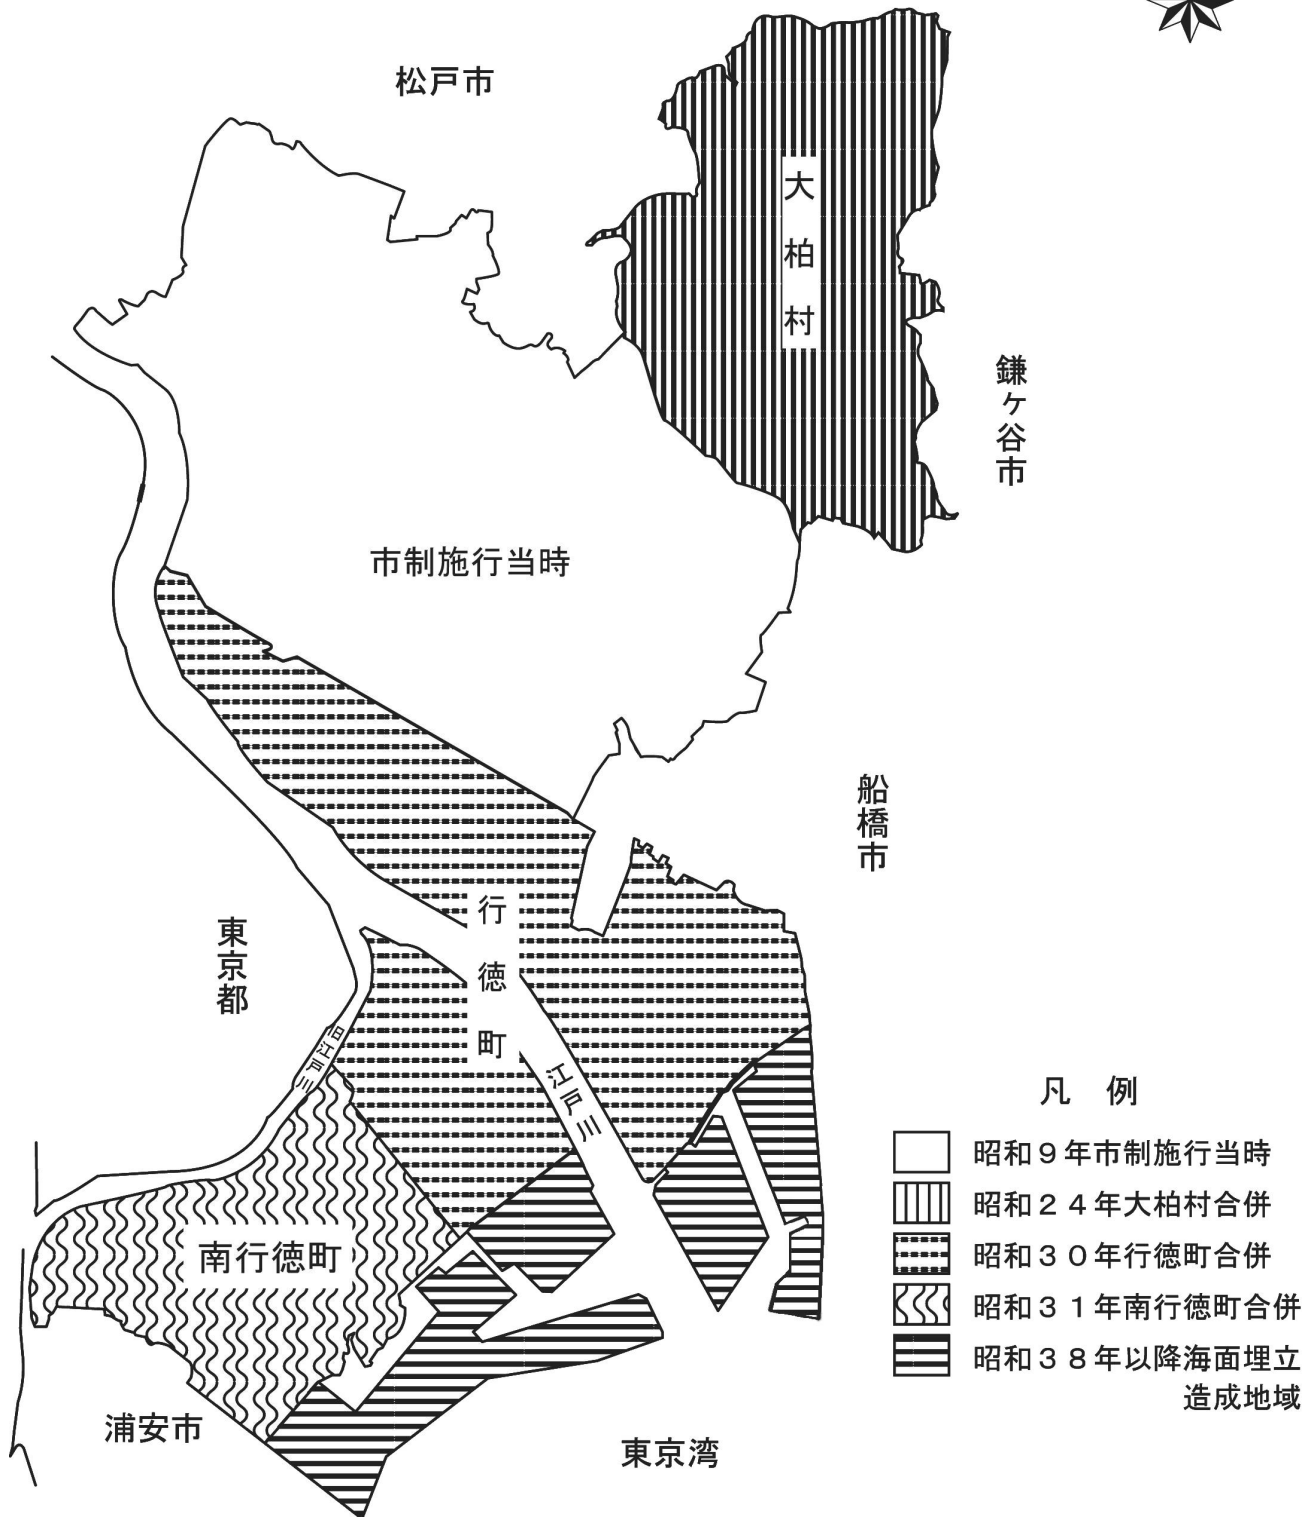 松戸市
大柏村
鎌ヶ谷市
市制施行当時
船橋市
東京都
行徳町
旧江戸川
江戸川
南行徳町
浦安市
東京湾
凡 例
昭和９年市制施行当時
昭和２４年大柏村合併
昭和３０年行徳町合併
昭和３１年南行徳町合併
昭和３８年以降海面埋立
造成地域